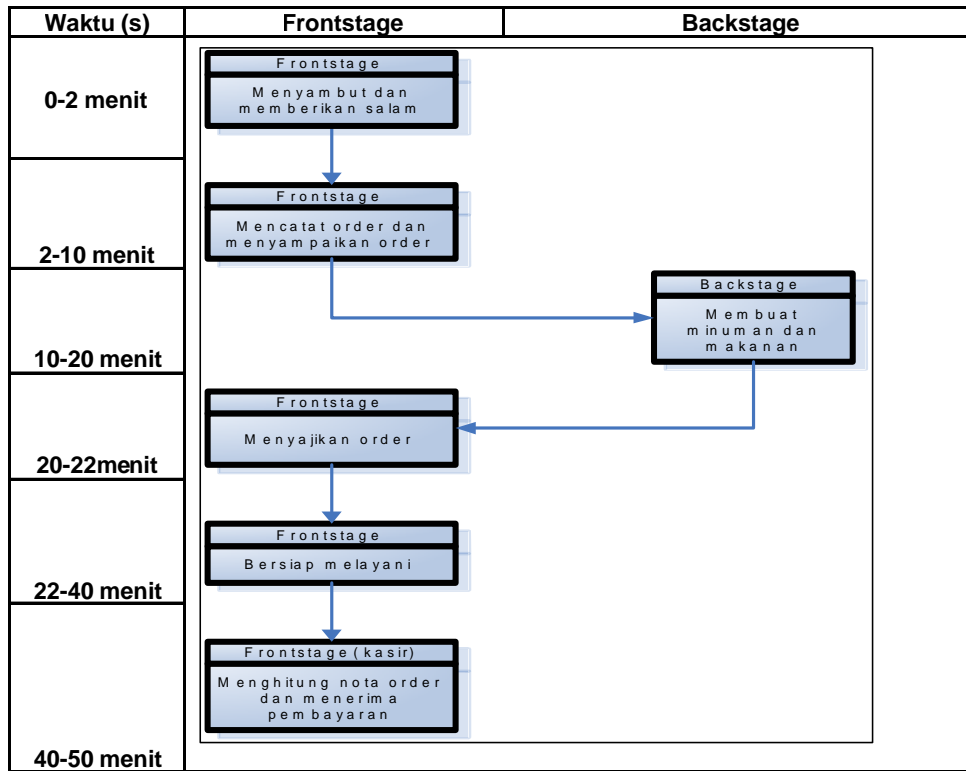 Waktu (s) Frontstage Backstage
0-2 menit
Frontstage
Menyambut dan
memberikan salam
2-10 menit
Frontstage
Mencatat order dan
menyampaikan order
10-20 menit
Backstage
Membuat
minuman dan
makanan
20-22menit
Frontstage
Menyajikan order
22-40 menit
Frontstage
Bersiap melayani
40-50 menit
Frontstage (kasir)
Menghitung nota order
dan menerima
pembayaran